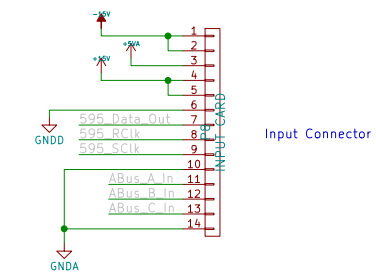 -15V
1
2
+5VA
3
+15V
4
5
6
595_Data_Out
7
GNDD
595_RClk
8
595_SClk
9
10
ABus_A_In
11
ABus_B_In
12
ABus_C_In
13
14
GNDA
P8
INPUT CARD
Input Connector